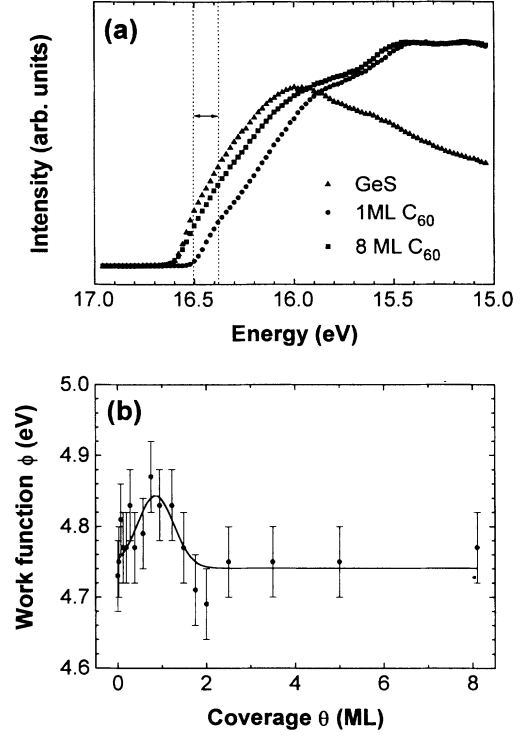 (a)
Intensity (arb. units)
GeS
1ML C60
8 ML C60
17.0 16.5 16.0 15.5 15.0
Energy (eV)
(b)
5.0
4.9
4.8
4.7
4.6
Work function ϕ (eV)
0 2 4 6 8
Coverage θ (ML)